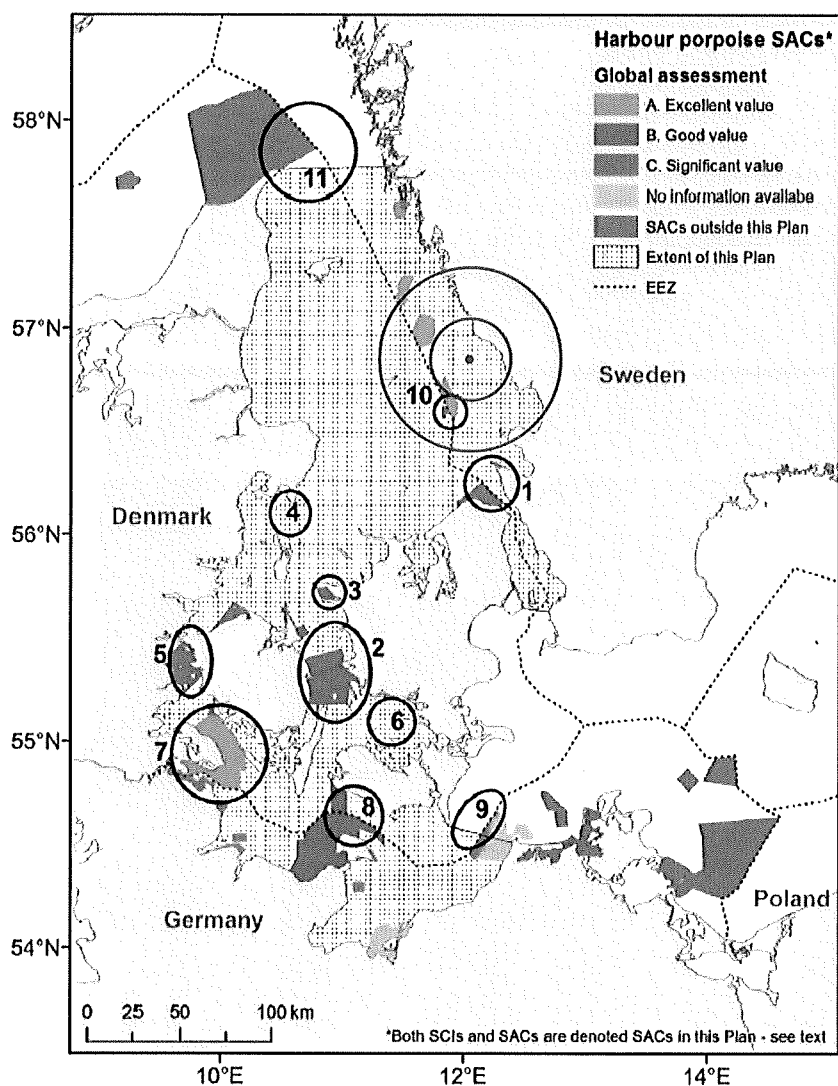 Harbour porpoise SACs*
Global assessment
A. Excellent value
B. Good value
C. Significant value
No information availabe
SACs outside this Plan
Extent of this Plan
EEZ
58°N
57°N
56°N
55°N
54°N
11
Sweden
10
1
Denmark
4
3
5
2
6
7
8
9
Germany
Poland
0 25 50 100 km
*Both SCIs and SACs are denoted SACs in this Plan - see text
10°E 12°E 14°E